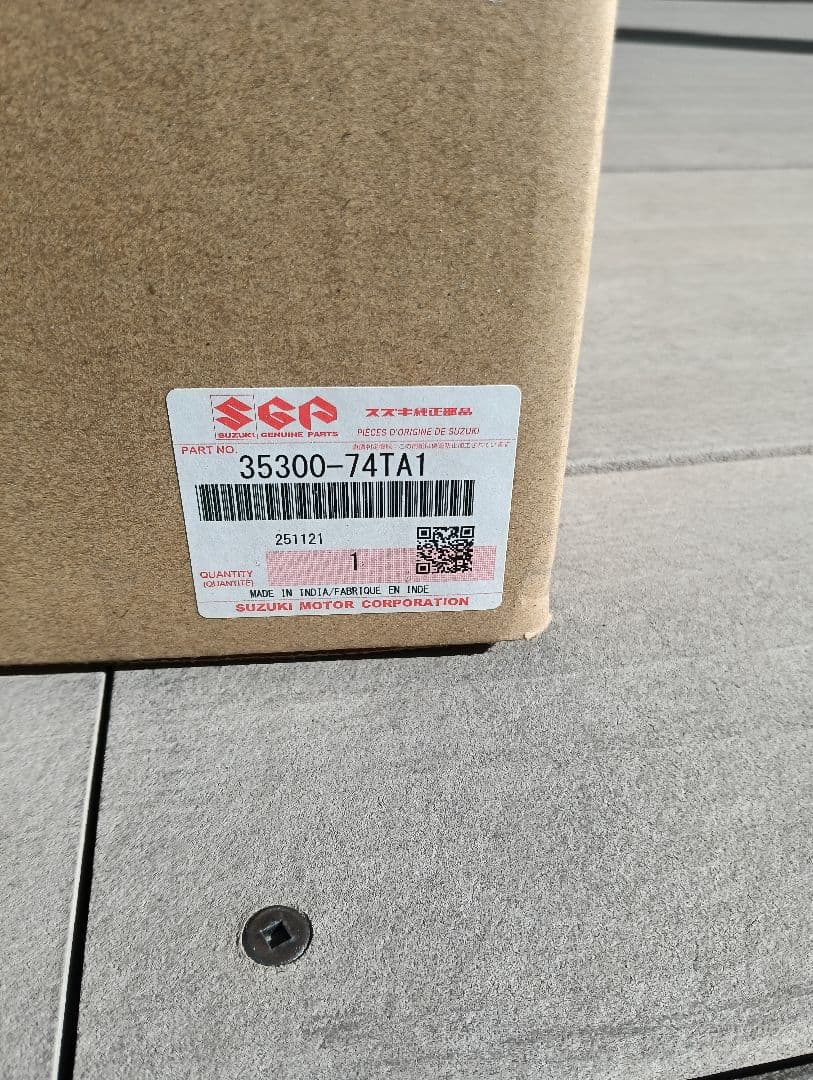 SGP スズキ純正部品
SUZUKI GENUINE PARTS PIÈCES D'ORIGINE DE SUZUKI
PART NO. 35300-74TA1
251121
QUANTITY 1
(QUANTITÉ)
MADE IN INDIA/FABRIQUE EN INDE
SUZUKI MOTOR CORPORATION